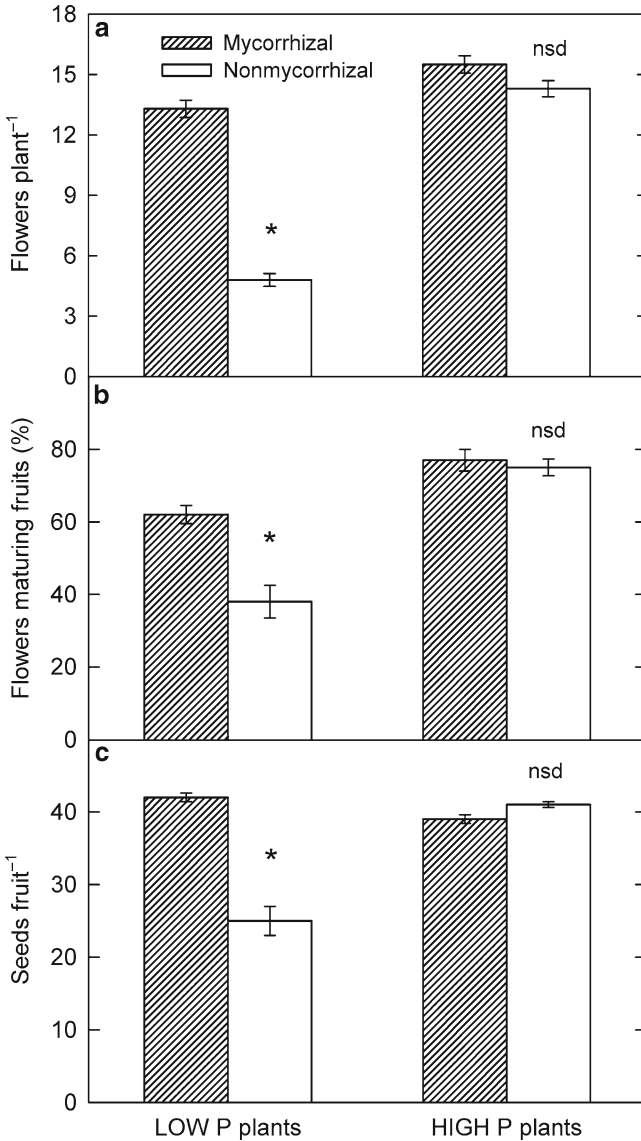 a
Mycorrhizal
Nonmycorrhizal
nsd
*
18
15
12
9
6
3
0
Flowers plant⁻¹
b
nsd
*
80
60
40
20
0
Flowers maturing fruits (%)
c
nsd
*
40
30
20
10
0
Seeds fruit⁻¹
LOW P plants HIGH P plants